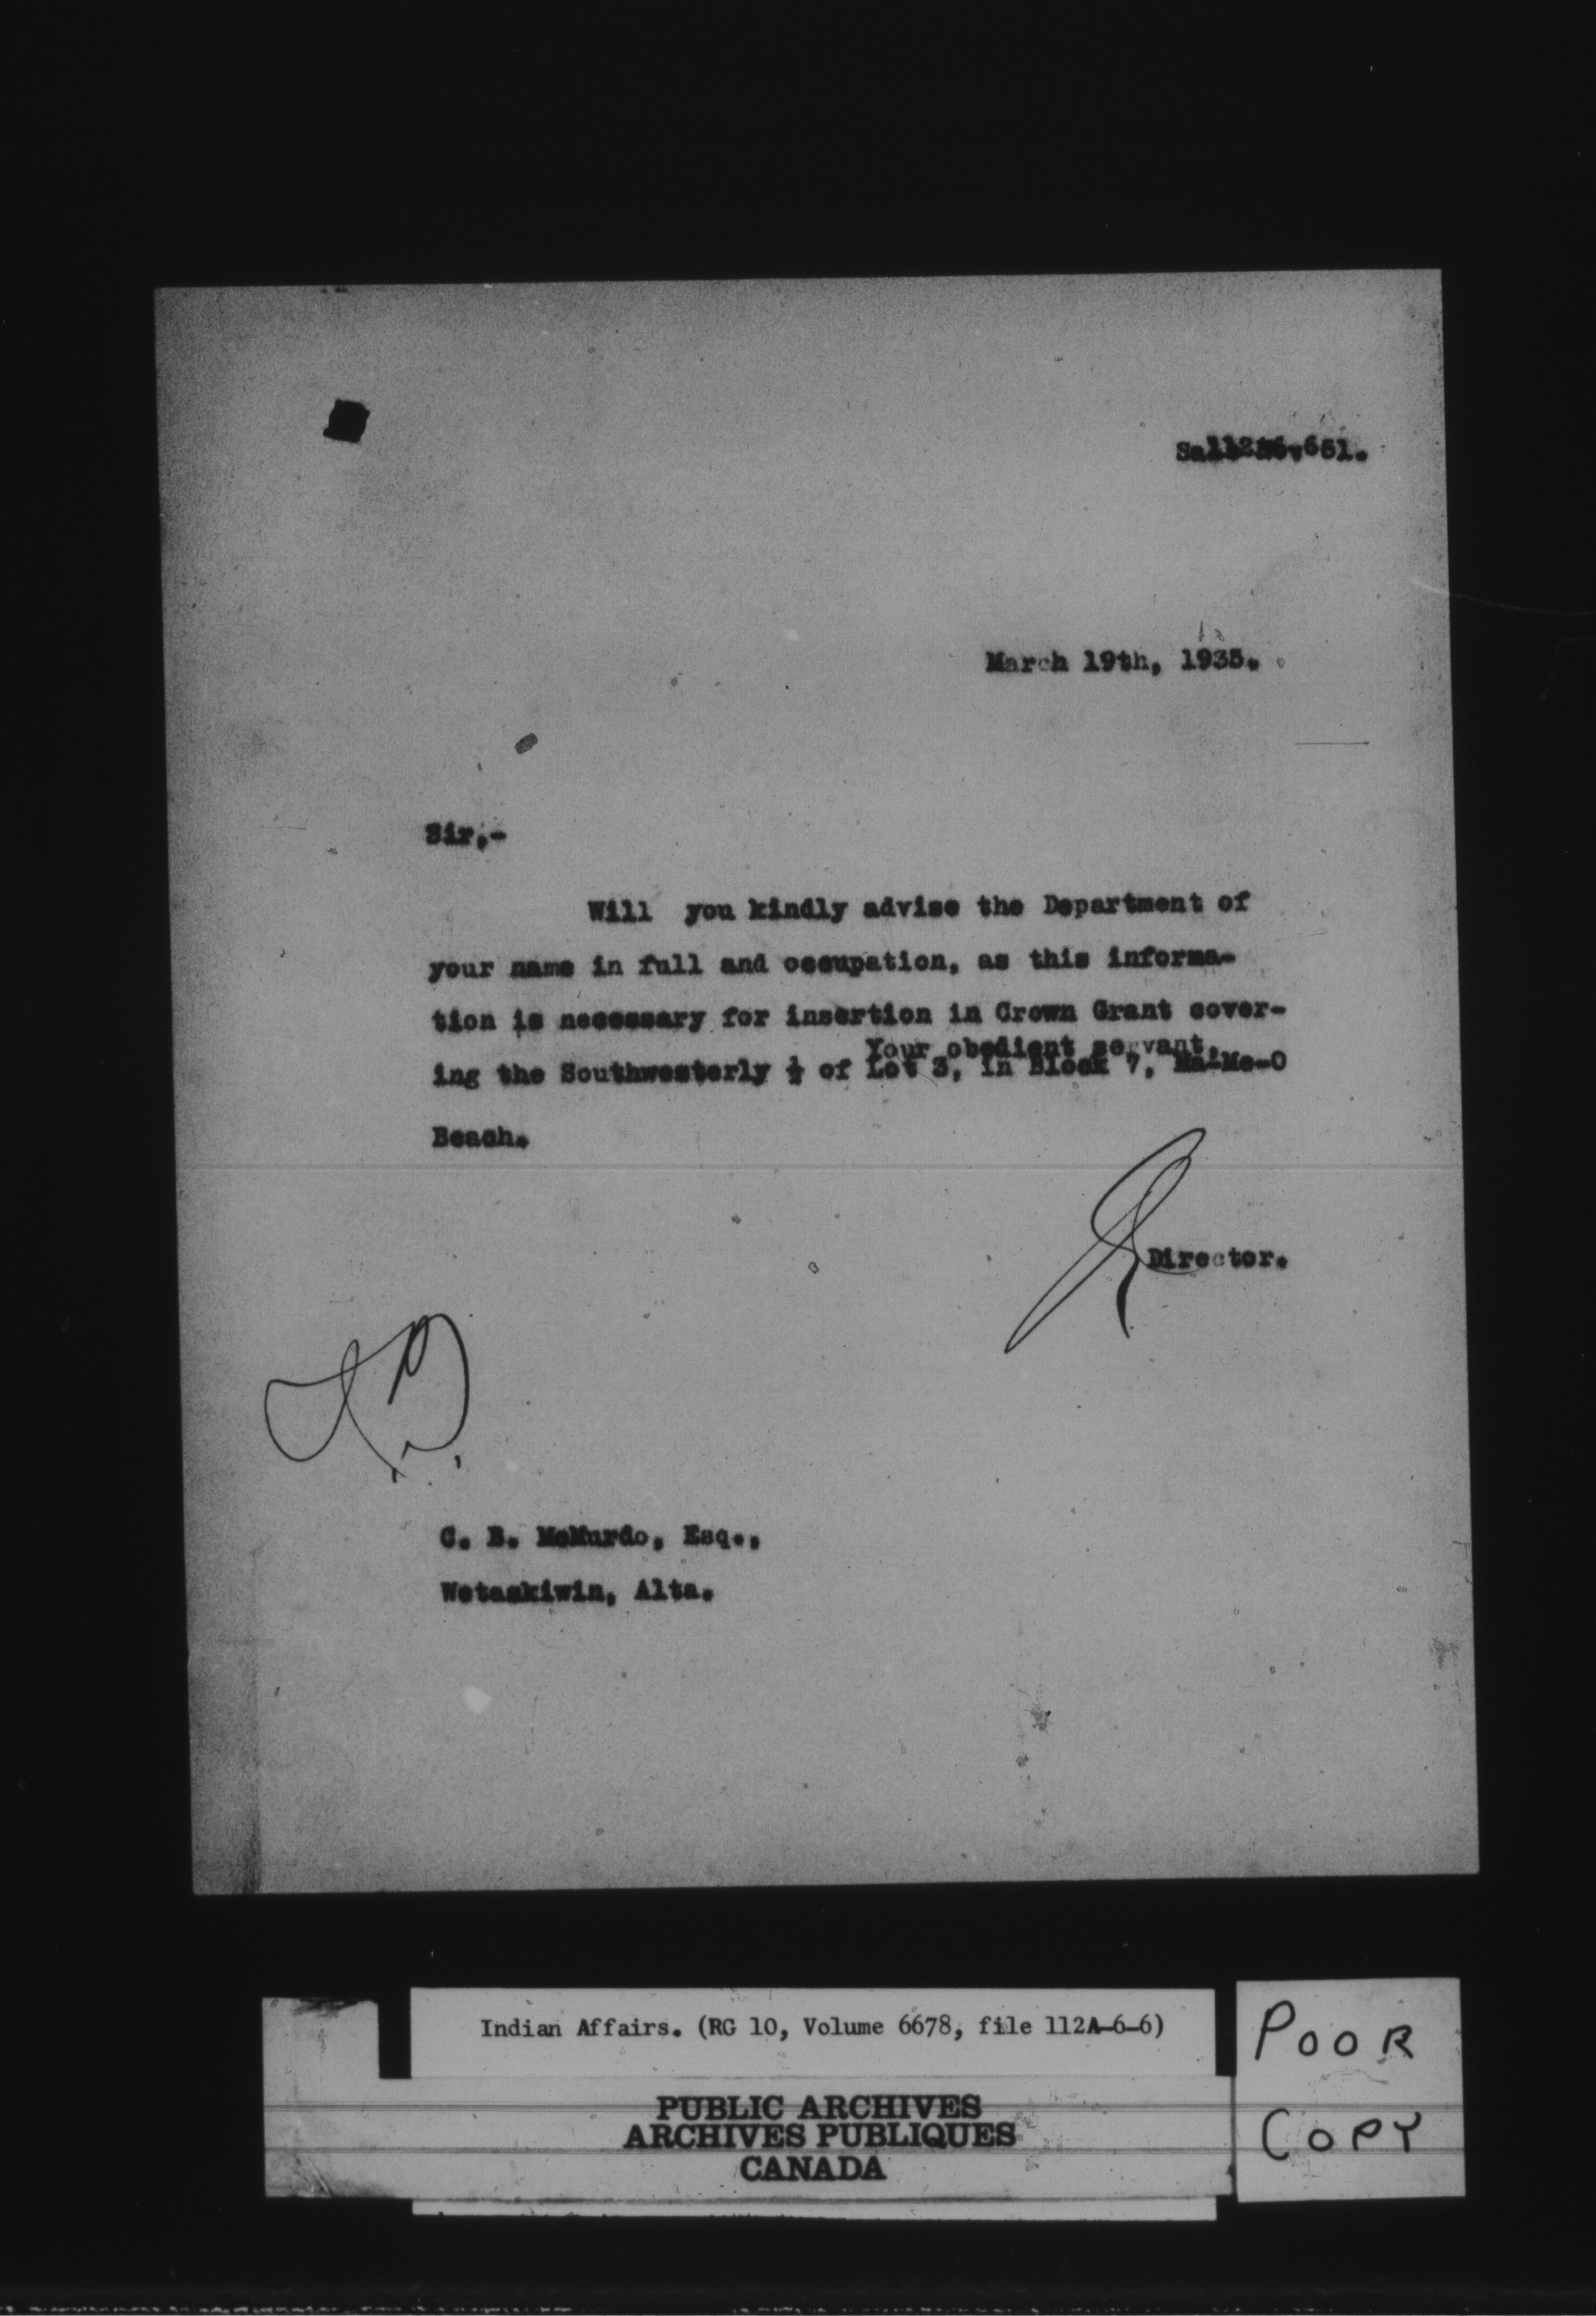 March 19th, 1935.
Sir,-
Will you kindly advise the Department of
your name in full and occupation, as this informa-
tion is necessary for insertion in Crown Grant cover-
Your obedient servant,
ing the Southwesterly ½ of Lot 3, in Block 7, Ma-Me-O
Beach.
Director.
C. B. McMurdo, Esq.,
Wetaskiwin, Alta.
Indian Affairs. (RG 10, Volume 6678, file 112A-6-6)
PUBLIC ARCHIVES
ARCHIVES PUBLIQUES
CANADA
POOR
COPY